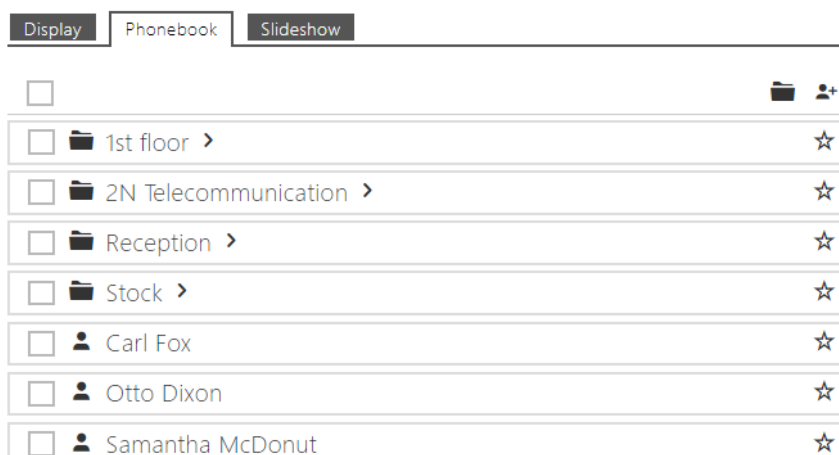 Display Phonebook Slideshow
1st floor
2N Telecommunication
Reception
Stock
Carl Fox
Otto Dixon
Samantha McDonut